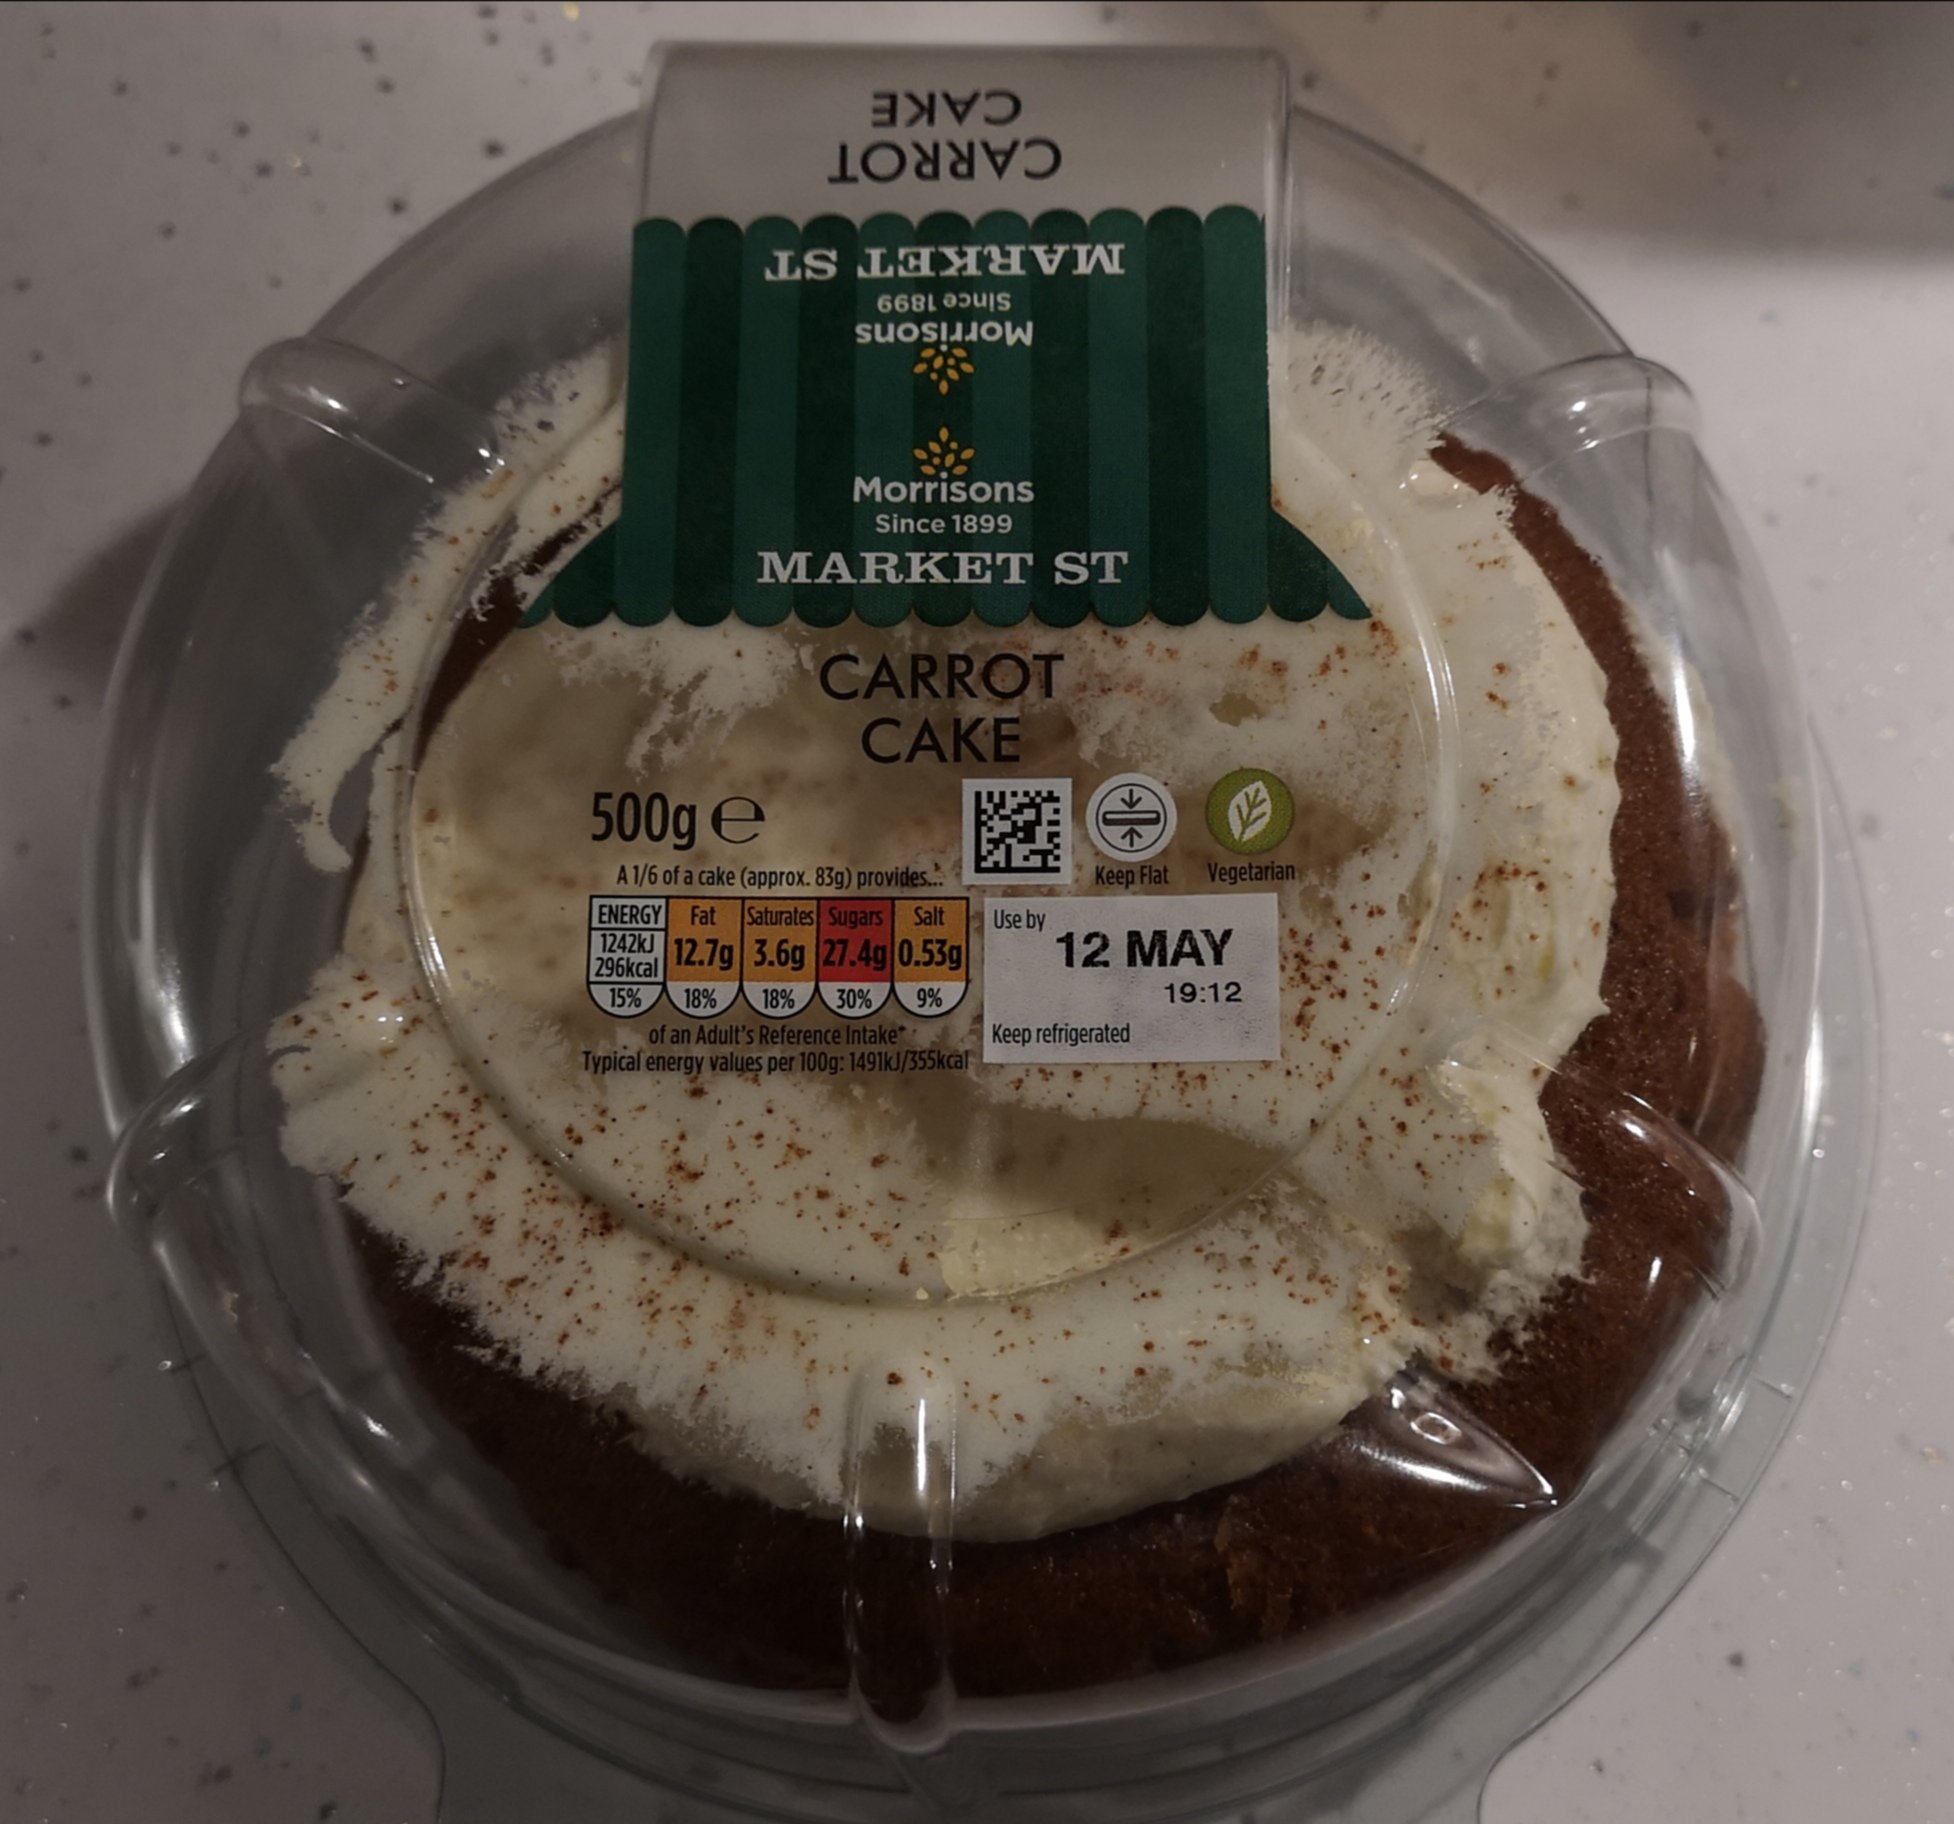 CARROT
CAKE
MARKET ST
Since 1899
Morrisons
Morrisons
Since 1899
MARKET ST
CARROT
CAKE
500g ℮
Keep Flat
Vegetarian
A 1/6 of a cake (approx. 83g) provides...
ENERGY Fat Saturates Sugars Salt
1242kJ
296kcal 12.7g 3.6g 27.4g 0.53g
15% 18% 18% 30% 9%
of an Adult's Reference Intake*
Typical energy values per 100g: 1491kJ/355kcal
Use by
12 MAY
19:12
Keep refrigerated